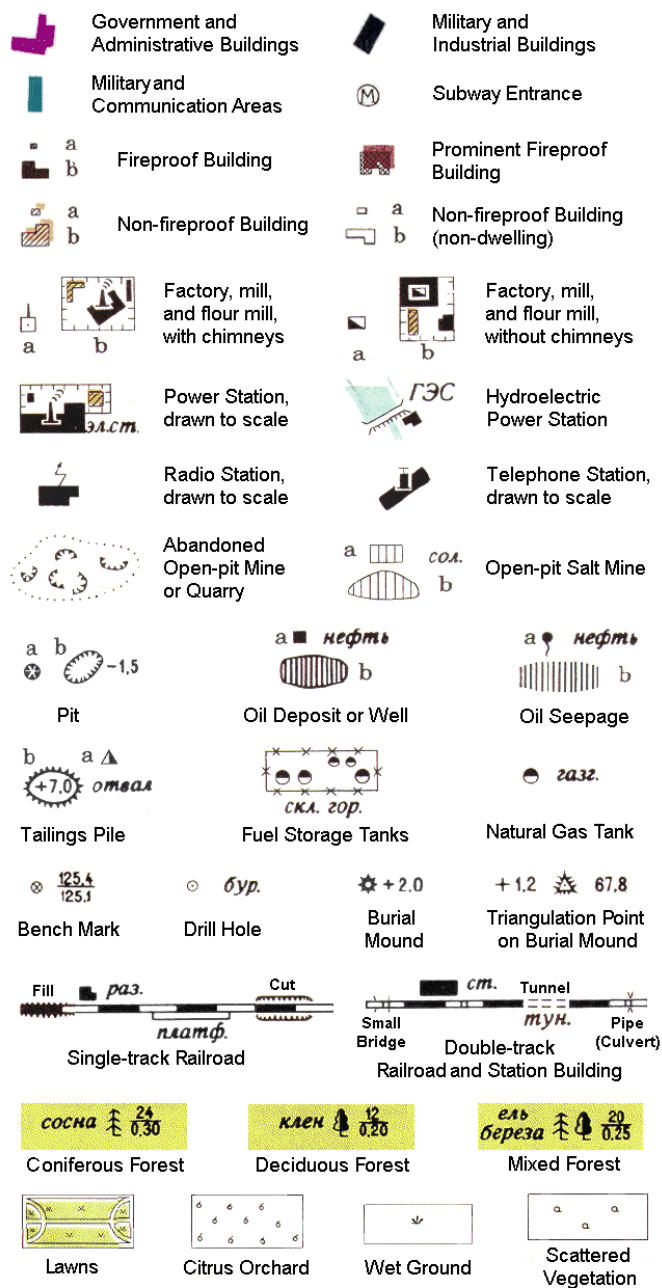 Government and
Administrative Buildings
Military and
Industrial Buildings
Military and
Communication Areas
M
Subway Entrance
a
b
Fireproof Building
Prominent Fireproof
Building
a
b
Non-fireproof Building
a
b
Non-fireproof Building
(non-dwelling)
a
b
Factory, mill,
and flour mill,
with chimneys
a
b
Factory, mill,
and flour mill,
without chimneys
эл.ст.
Power Station,
drawn to scale
ГЭС
Hydroelectric
Power Station
Radio Station,
drawn to scale
Telephone Station,
drawn to scale
Abandoned
Open-pit Mine
or Quarry
a
сол.
b
Open-pit Salt Mine
a b
-1,5
Pit
a нефть
b
Oil Deposit or Well
a нефть
b
Oil Seepage
b a
+7,0 отвал
Tailings Pile
скл. гор.
Fuel Storage Tanks
газг.
Natural Gas Tank
125,4
125,1
Bench Mark
бур.
Drill Hole
+2.0
Burial
Mound
+1,2 67,8
Triangulation Point
on Burial Mound
Fill
раз.
Cut
платф.
Single-track Railroad
ст.
Tunnel
тун.
Small
Bridge
Pipe
(Culvert)
Double-track
Railroad and Station Building
сосна 24
0,30
Coniferous Forest
клен 12
0,20
Deciduous Forest
ель
береза 20
0.25
Mixed Forest
Lawns
Citrus Orchard
Wet Ground
Scattered
Vegetation